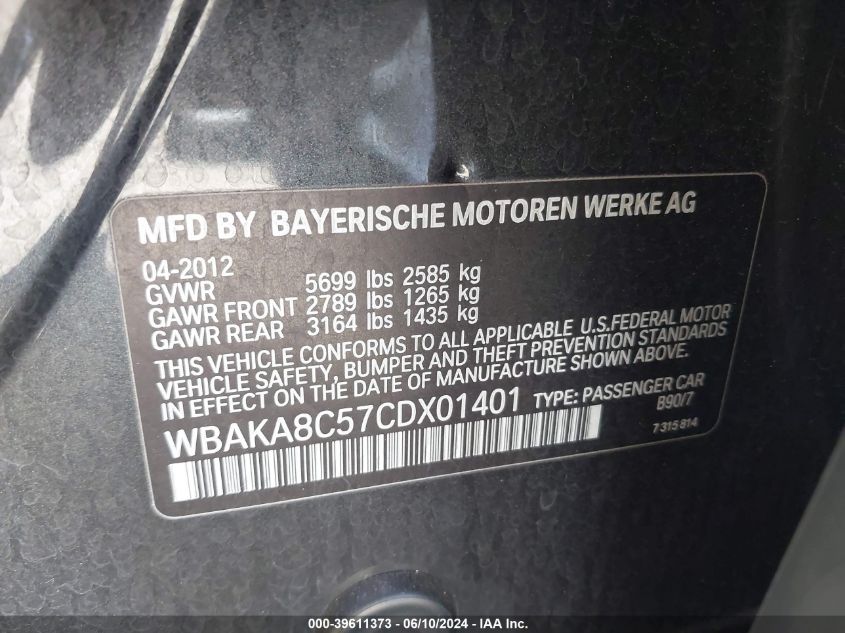 MFD BY BAYERISCHE MOTOREN WERKE AG
04-2012
GVWR 5699 lbs 2585 kg
GAWR FRONT 2789 lbs 1265 kg
GAWR REAR 3164 lbs 1435 kg
THIS VEHICLE CONFORMS TO ALL APPLICABLE U.S.FEDERAL MOTOR
VEHICLE SAFETY, BUMPER AND THEFT PREVENTION STANDARDS
IN EFFECT ON THE DATE OF MANUFACTURE SHOWN ABOVE.
WBAKA8C57CDX01401 TYPE: PASSENGER CAR
B90/7
7 315 814
000-39611373 - 06/10/2024 - IAA Inc.